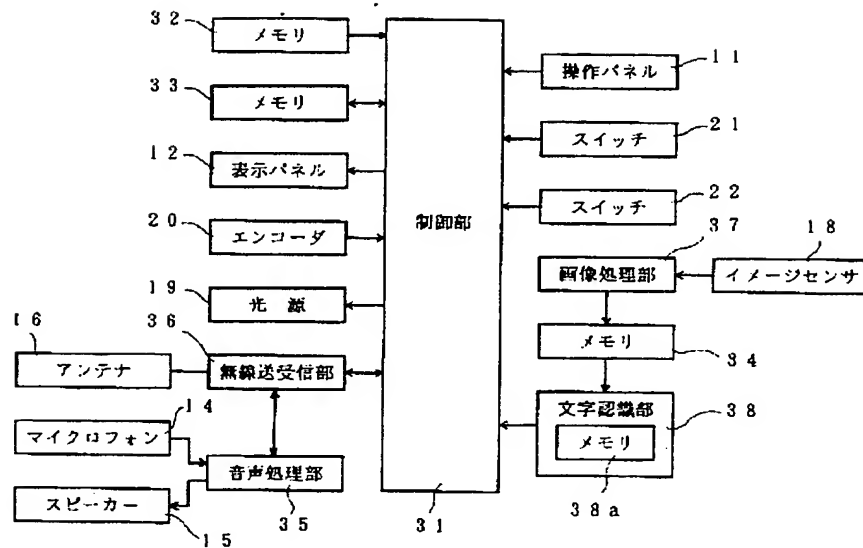 ３２
メモリ
３３
メモリ
１２
表示パネル
２０
エンコーダ
１９
光 源
１６
３６
アンテナ
無線送受信部
１４
マイクロフォン
音声処理部
３５
スピーカー
１５
制御部
３１
操作パネル
１１
スイッチ
２１
スイッチ
２２
３７
１８
画像処理部
イメージセンサ
メモリ
３４
文字認識部
３８
メモリ
３８ａ